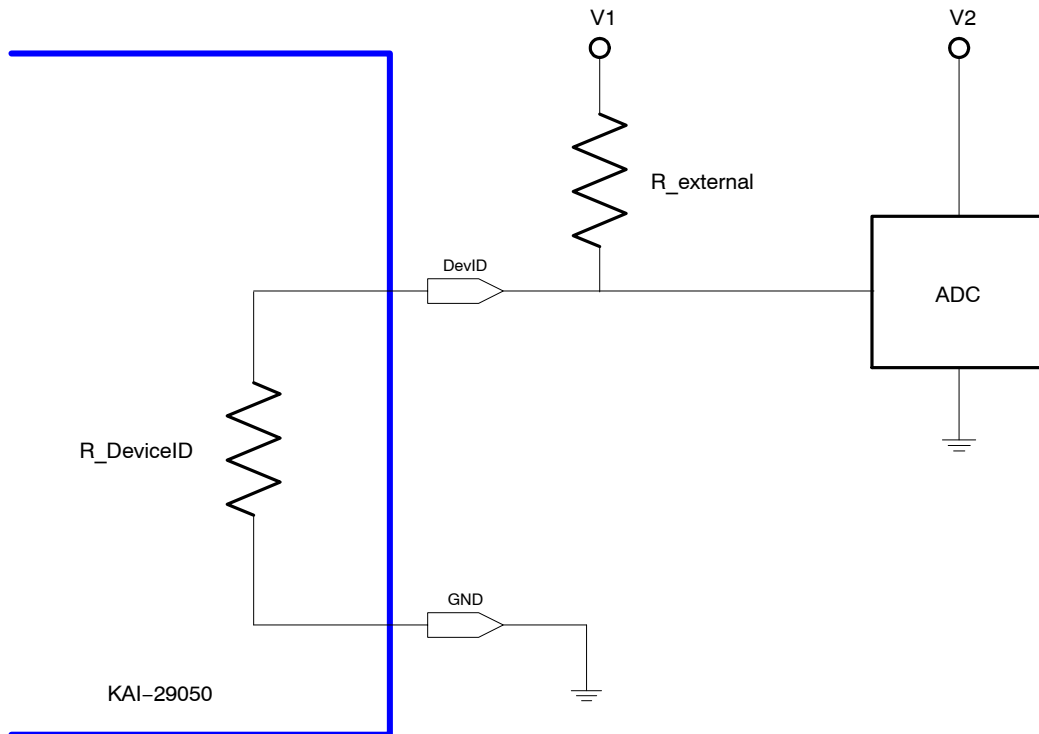 V1
V2
R_external
DevID
ADC
R_DeviceID
GND
KAI−29050